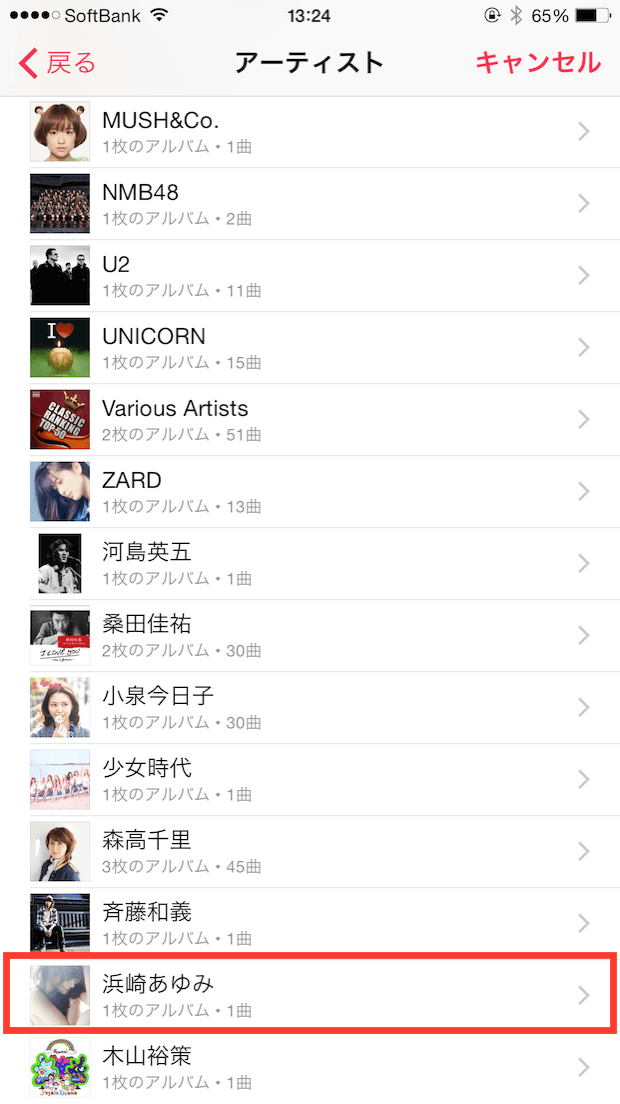 SoftBank 13:24 65%
戻る アーティスト キャンセル
MUSH&Co.
1枚のアルバム・1曲
NMB48
1枚のアルバム・2曲
U2
1枚のアルバム・11曲
I
UNICORN
1枚のアルバム・15曲
CLASSIC
RANKING
TOP 50
Various Artists
2枚のアルバム・51曲
ZARD
1枚のアルバム・13曲
河島英五
1枚のアルバム・1曲
I LOVE YOU
桑田佳祐
2枚のアルバム・30曲
小泉今日子
1枚のアルバム・30曲
少女時代
1枚のアルバム・1曲
森高千里
3枚のアルバム・45曲
斉藤和義
1枚のアルバム・1曲
浜崎あゆみ
1枚のアルバム・1曲
木山裕策
1枚のアルバム・1曲